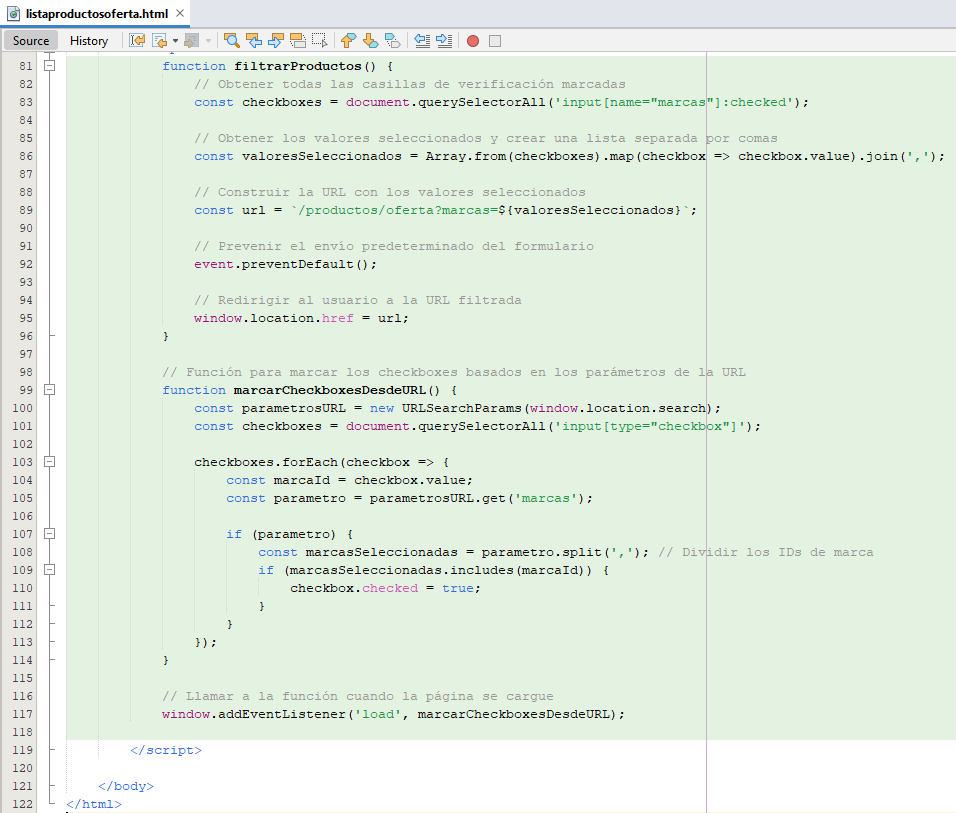 listaproductosoferta.html
Source History
81 function filtrarProductos() {
82 // Obtener todas las casillas de verificación marcadas
83 const checkboxes = document.querySelectorAll('input[name="marcas"]:checked');
84
85 // Obtener los valores seleccionados y crear una lista separada por comas
86 const valoresSeleccionados = Array.from(checkboxes).map(checkbox => checkbox.value).join(',');
87
88 // Construir la URL con los valores seleccionados
89 const url = `/productos/oferta?marcas=${valoresSeleccionados}`;
90
91 // Prevenir el envío predeterminado del formulario
92 event.preventDefault();
93
94 // Redirigir al usuario a la URL filtrada
95 window.location.href = url;
96 }
97
98 // Función para marcar los checkboxes basados en los parámetros de la URL
99 function marcarCheckboxesDesdeURL() {
100 const parametrosURL = new URLSearchParams(window.location.search);
101 const checkboxes = document.querySelectorAll('input[type="checkbox"]');
102
103 checkboxes.forEach(checkbox => {
104 const marcaId = checkbox.value;
105 const parametro = parametrosURL.get('marcas');
106
107 if (parametro) {
108 const marcasSeleccionadas = parametro.split(','); // Dividir los IDs de marca
109 if (marcasSeleccionadas.includes(marcaId)) {
110 checkbox.checked = true;
111 }
112 }
113 });
114 }
115
116 // Llamar a la función cuando la página se cargue
117 window.addEventListener('load', marcarCheckboxesDesdeURL);
118
119 </script>
120
121 </body>
122 </html>